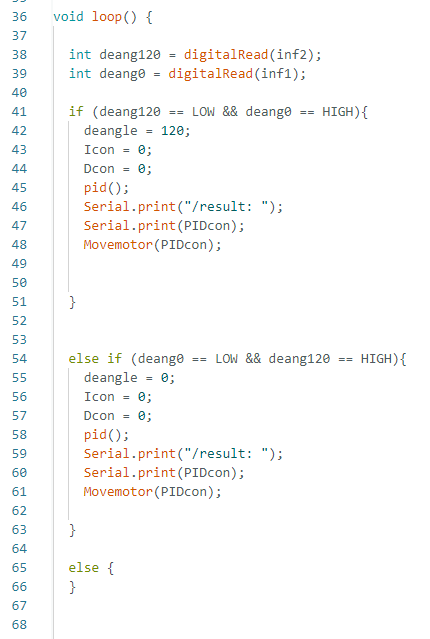 36 void loop() {
37
38 int deang120 = digitalRead(inf2);
39 int deang0 = digitalRead(inf1);
40
41 if (deang120 == LOW && deang0 == HIGH){
42 deangle = 120;
43 Icon = 0;
44 Dcon = 0;
45 pid();
46 Serial.print("/result: ");
47 Serial.print(PIDcon);
48 Movemotor(PIDcon);
49
50
51 }
52
53
54 else if (deang0 == LOW && deang120 == HIGH){
55 deangle = 0;
56 Icon = 0;
57 Dcon = 0;
58 pid();
59 Serial.print("/result: ");
60 Serial.print(PIDcon);
61 Movemotor(PIDcon);
62
63 }
64
65 else {
66 }
67
68